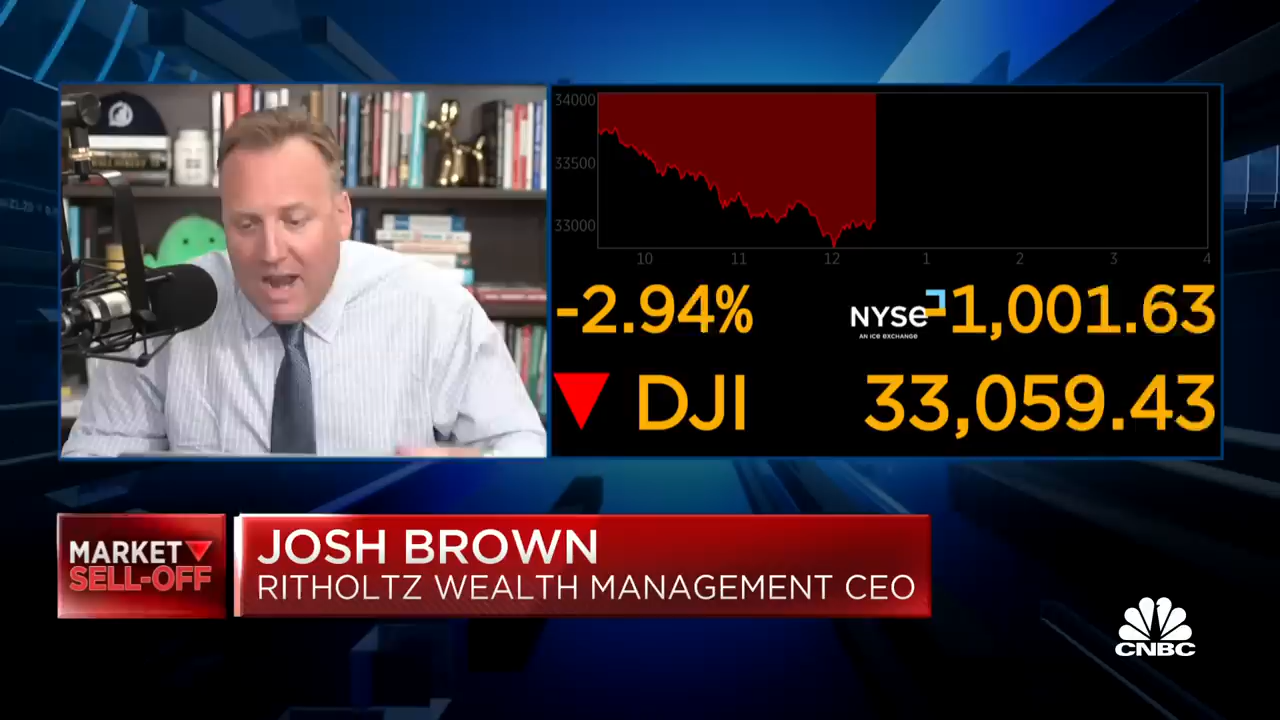 34000
33500
33000
10 11 12 1 2 3 4
-2.94% NYSE -1,001.63
AN ICE EXCHANGE
DJI 33,059.43
MARKET
SELL-OFF
JOSH BROWN
RITHOLTZ WEALTH MANAGEMENT CEO
CNBC